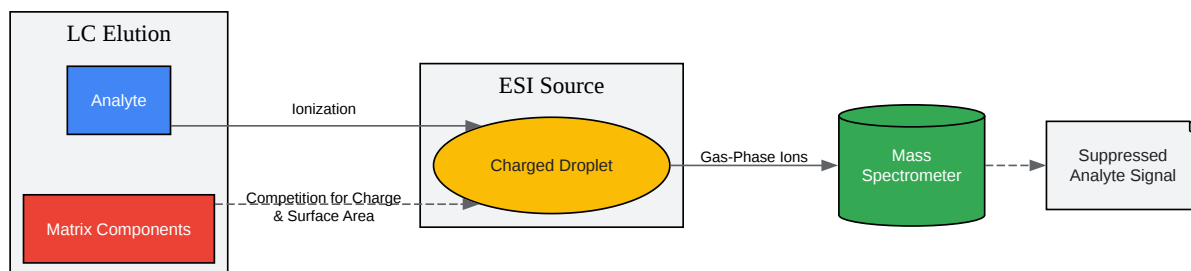 LC Elution
Analyte
Matrix Components
Ionization
Competition for Charge
& Surface Area
ESI Source
Charged Droplet
Gas-Phase Ions
Mass
Spectrometer
Suppressed
Analyte Signal